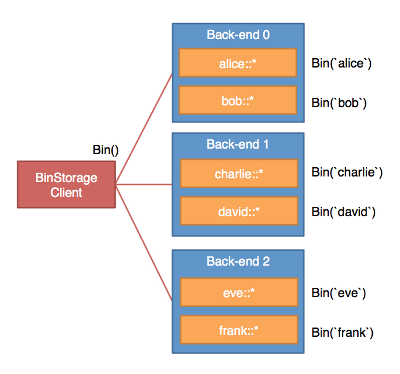 Back-end 0
alice::*
Bin(`alice`)
bob::*
Bin(`bob`)
Bin()
BinStorage
Client
Back-end 1
charlie::*
Bin(`charlie`)
david::*
Bin(`david`)
Back-end 2
eve::*
Bin(`eve`)
frank::*
Bin(`frank`)